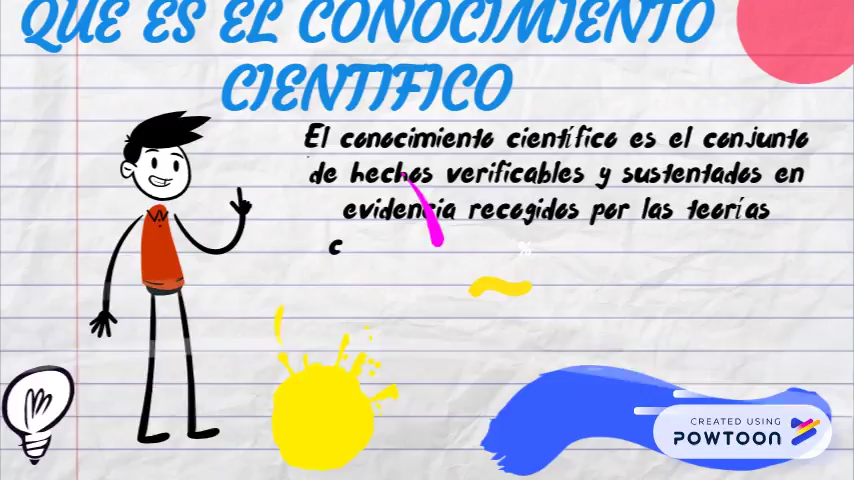 QUE ES EL CONOCIMIENTO
CIENTIFICO
El conocimiento científico es el conjunto
de hechos verificables y sustentados en
evidencia recogidos por las teorías
c
CREATED USING
POWTOON